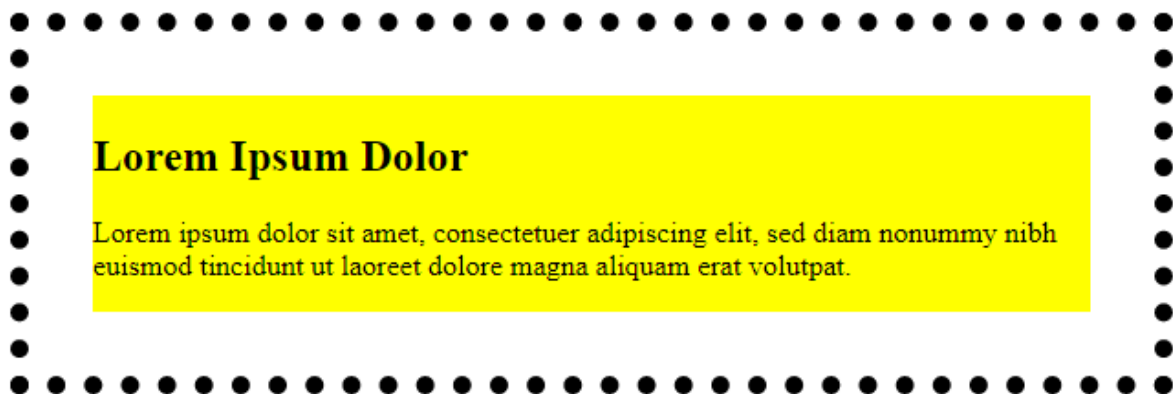 Lorem Ipsum Dolor
Lorem ipsum dolor sit amet, consectetuer adipiscing elit, sed diam nonummy nibh
euismod tincidunt ut laoreet dolore magna aliquam erat volutpat.